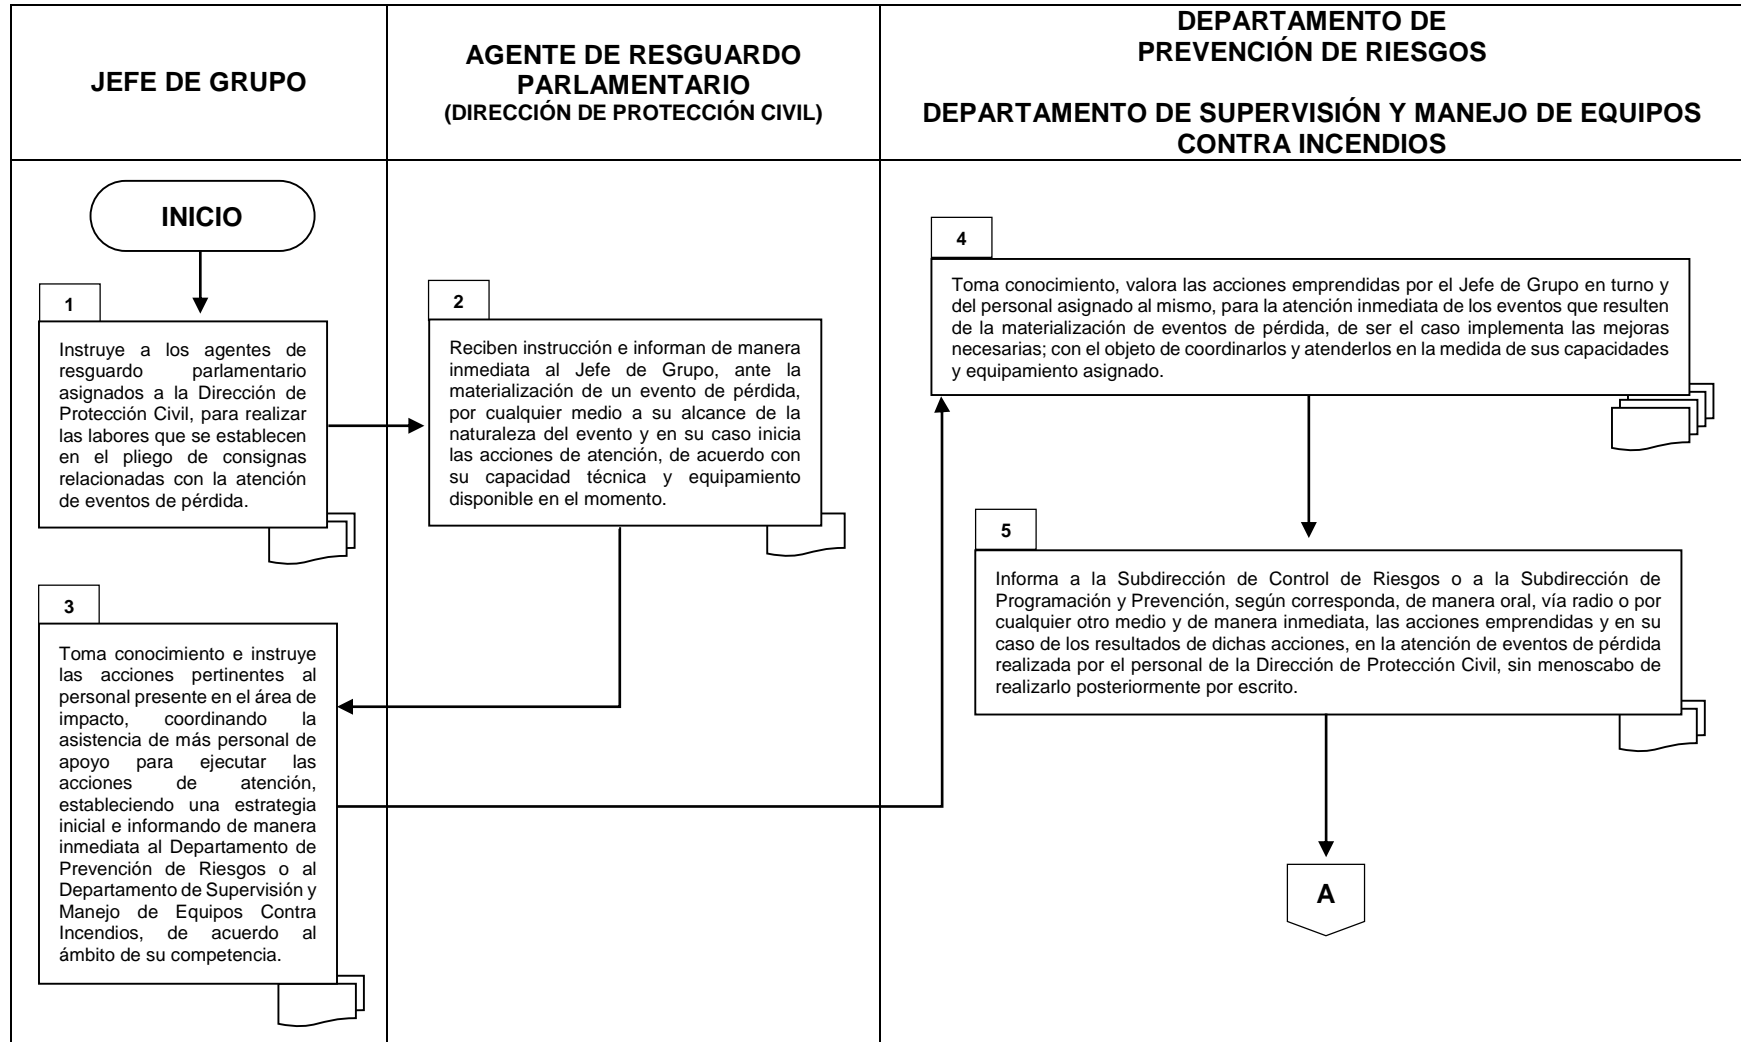 JEFE DE GRUPO
AGENTE DE RESGUARDO
PARLAMENTARIO
(DIRECCIÓN DE PROTECCIÓN CIVIL)
DEPARTAMENTO DE
PREVENCIÓN DE RIESGOS
DEPARTAMENTO DE SUPERVISIÓN Y MANEJO DE EQUIPOS
CONTRA INCENDIOS
INICIO
1
Instruye a los agentes de
resguardo parlamentario
asignados a la Dirección de
Protección Civil, para realizar
las labores que se establecen
en el pliego de consignas
relacionadas con la atención
de eventos de pérdida.
2
Reciben instrucción e informan de manera
inmediata al Jefe de Grupo, ante la
materialización de un evento de pérdida,
por cualquier medio a su alcance de la
naturaleza del evento y en su caso inicia
las acciones de atención, de acuerdo con
su capacidad técnica y equipamiento
disponible en el momento.
3
Toma conocimiento e instruye
las acciones pertinentes al
personal presente en el área de
impacto, coordinando la
asistencia de más personal de
apoyo para ejecutar las
acciones de atención,
estableciendo una estrategia
inicial e informando de manera
inmediata al Departamento de
Prevención de Riesgos o al
Departamento de Supervisión y
Manejo de Equipos Contra
Incendios, de acuerdo al
ámbito de su competencia.
4
Toma conocimiento, valora las acciones emprendidas por el Jefe de Grupo en turno y
del personal asignado al mismo, para la atención inmediata de los eventos que resulten
de la materialización de eventos de pérdida, de ser el caso implementa las mejoras
necesarias; con el objeto de coordinarlos y atenderlos en la medida de sus capacidades
y equipamiento asignado.
5
Informa a la Subdirección de Control de Riesgos o a la Subdirección de
Programación y Prevención, según corresponda, de manera oral, vía radio o por
cualquier otro medio y de manera inmediata, las acciones emprendidas y en su
caso de los resultados de dichas acciones, en la atención de eventos de pérdida
realizada por el personal de la Dirección de Protección Civil, sin menoscabo de
realizarlo posteriormente por escrito.
A